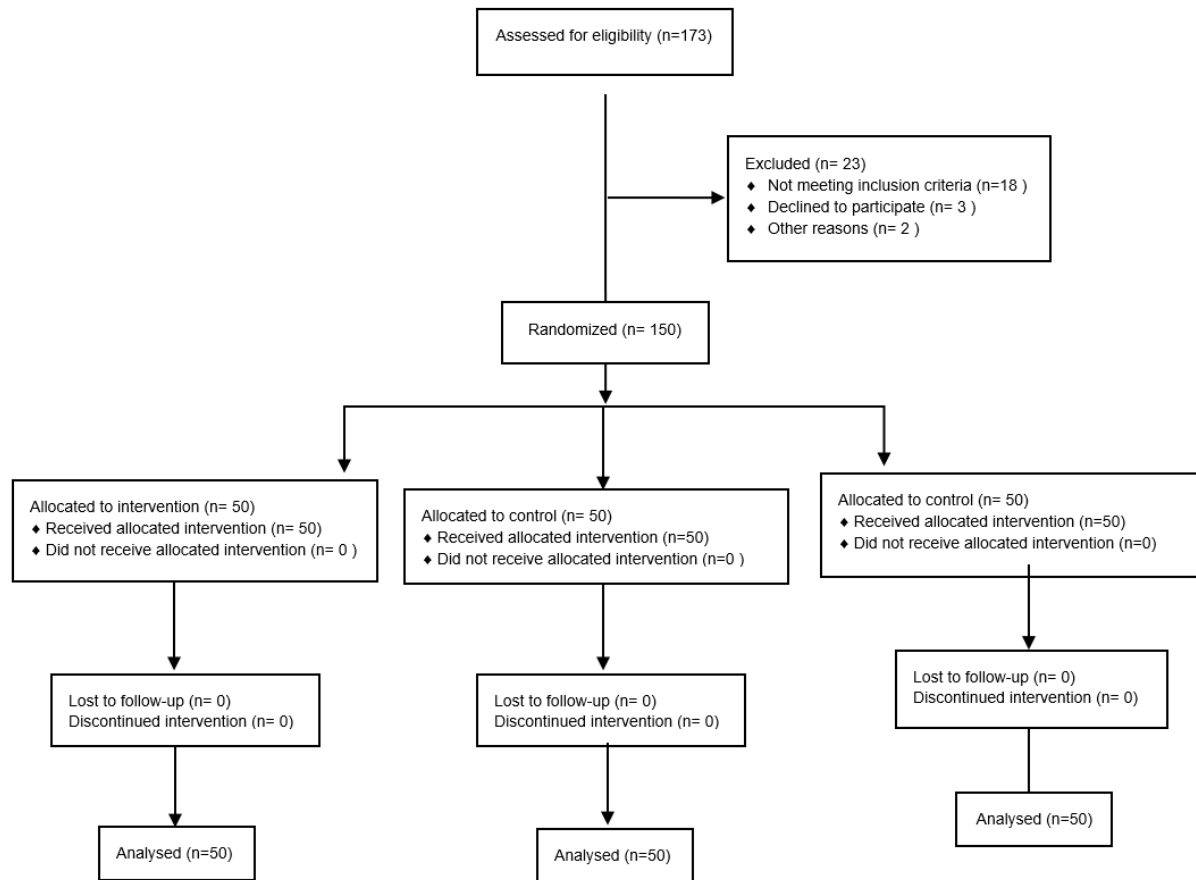 Assessed for eligibility (n=173)
Excluded (n= 23)
♦ Not meeting inclusion criteria (n=18 )
♦ Declined to participate (n= 3 )
♦ Other reasons (n= 2 )
Randomized (n= 150)
Allocated to intervention (n= 50)
♦ Received allocated intervention (n= 50)
♦ Did not receive allocated intervention (n= 0 )
Allocated to control (n= 50)
♦ Received allocated intervention (n=50)
♦ Did not receive allocated intervention (n=0 )
Allocated to control (n= 50)
♦ Received allocated intervention (n=50)
♦ Did not receive allocated intervention (n=0)
Lost to follow-up (n= 0)
Discontinued intervention (n= 0)
Lost to follow-up (n= 0)
Discontinued intervention (n= 0)
Lost to follow-up (n= 0)
Discontinued intervention (n= 0)
Analysed (n=50)
Analysed (n=50)
Analysed (n=50)